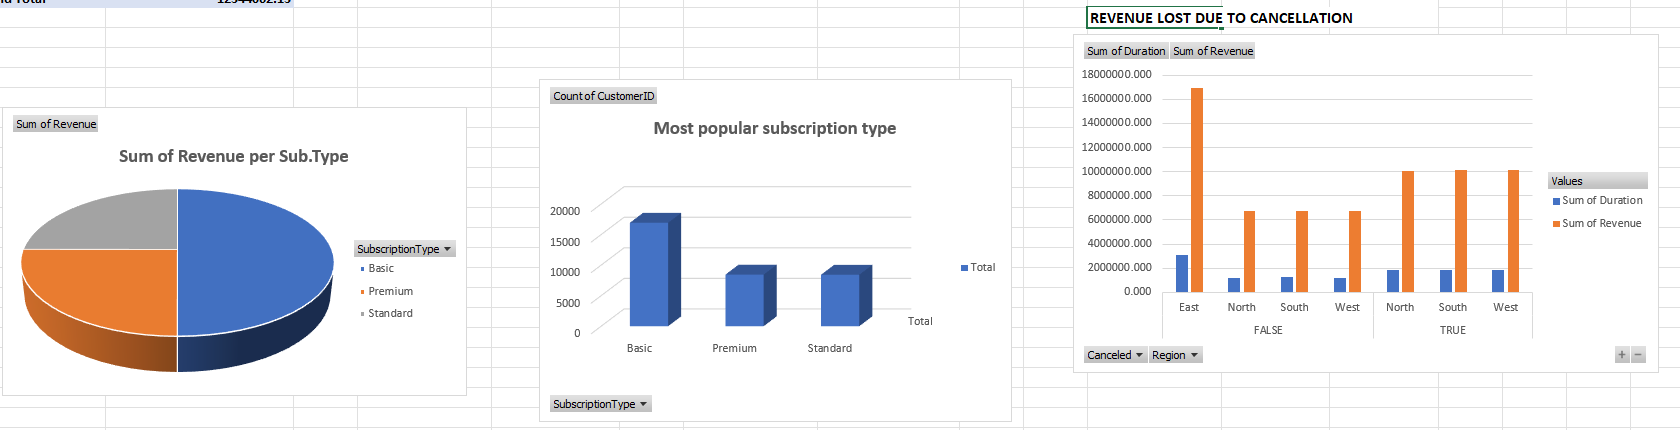 REVENUE LOST DUE TO CANCELLATION
Sum of Revenue
Sum of Revenue per Sub.Type
SubscriptionType
Basic
Premium
Standard
Count of CustomerID
Most popular subscription type
20000
15000
10000
5000
0
Basic Premium Standard
Total
Total
SubscriptionType
Sum of Duration Sum of Revenue
18000000.000
16000000.000
14000000.000
12000000.000
10000000.000
8000000.000
6000000.000
4000000.000
2000000.000
0.000
East North South West North South West
FALSE TRUE
Values
Sum of Duration
Sum of Revenue
Canceled Region